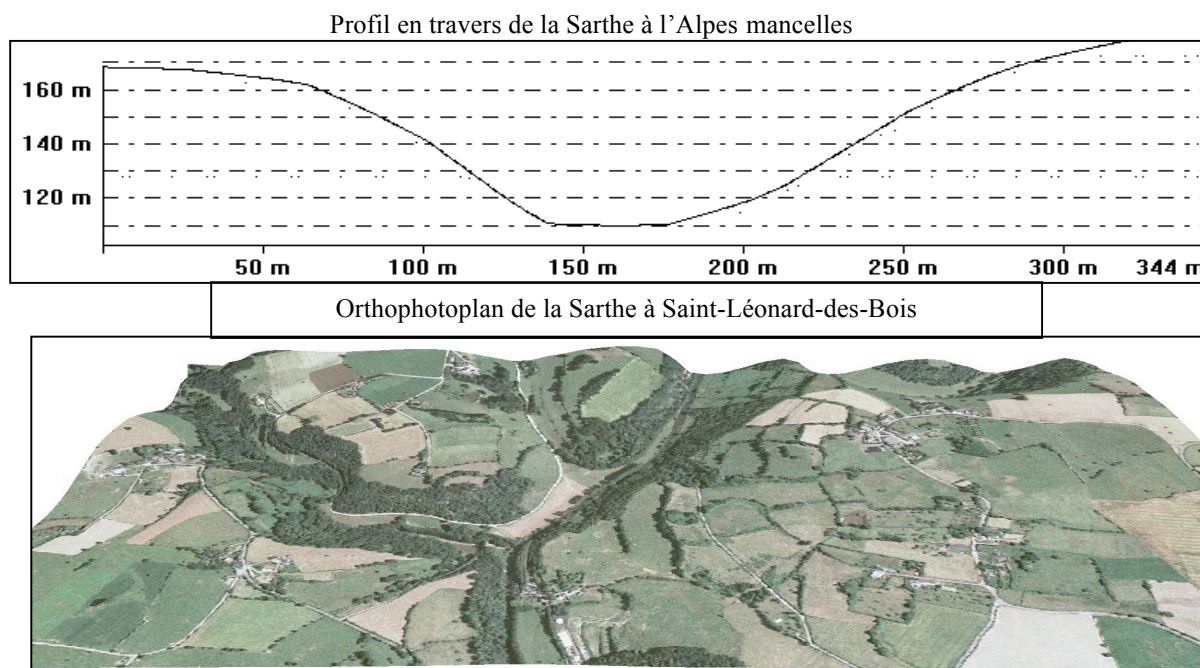 Profil en travers de la Sarthe à l'Alpes mancelles
160 m
140 m
120 m
50 m 100 m 150 m 200 m 250 m 300 m 344 m
Orthophotoplan de la Sarthe à Saint-Léonard-des-Bois